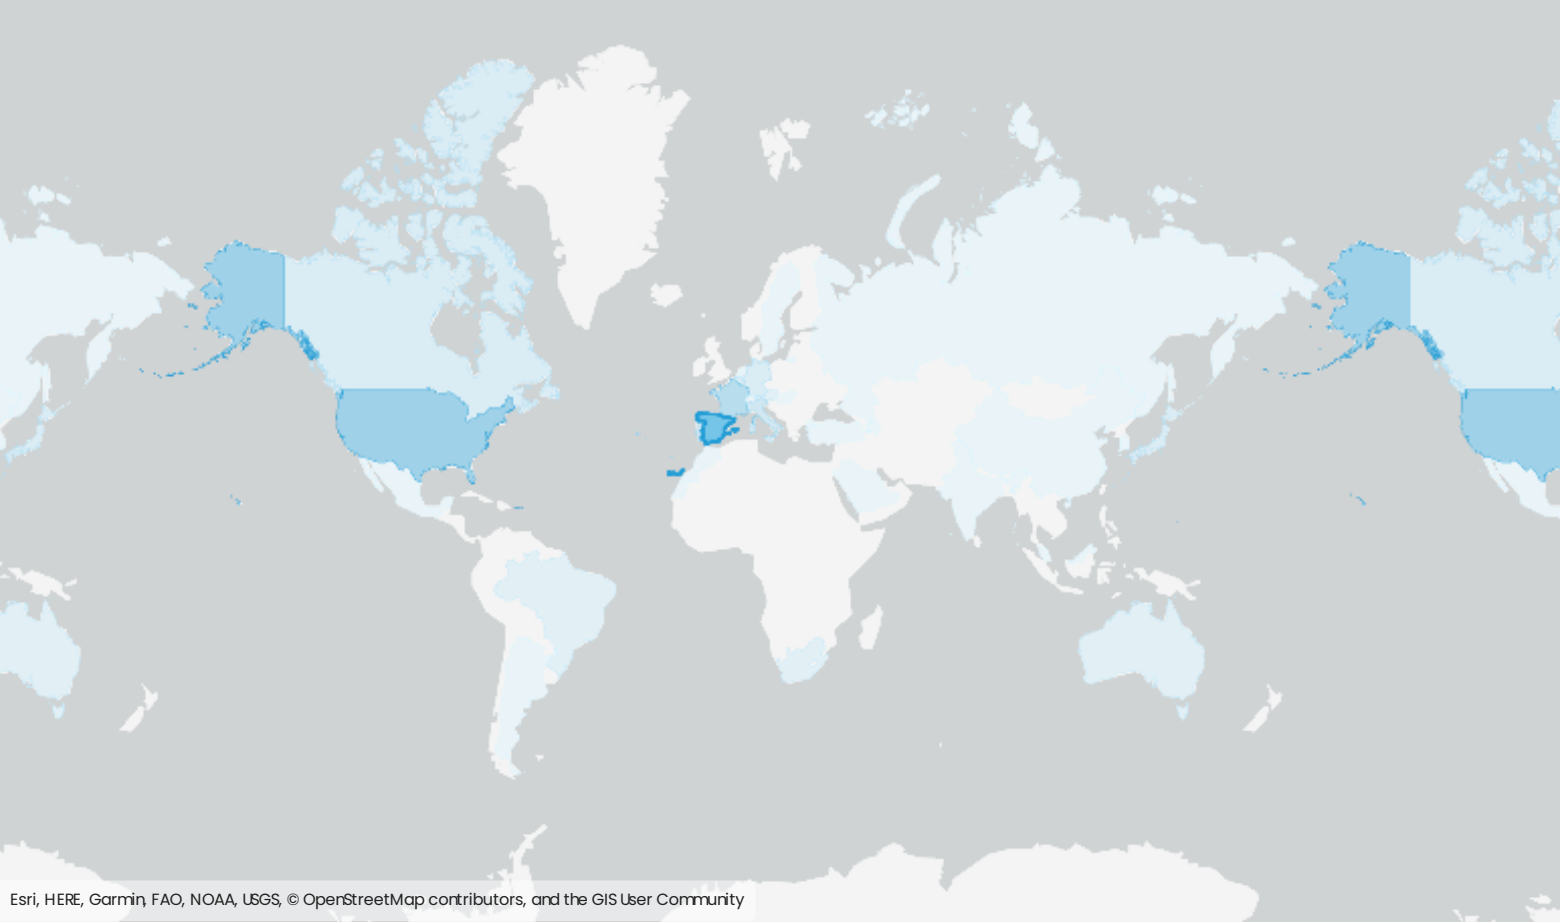 Esri, HERE, Garmin, FAO, NOAA, USGS, © OpenStreetMap contributors, and the GIS User Community